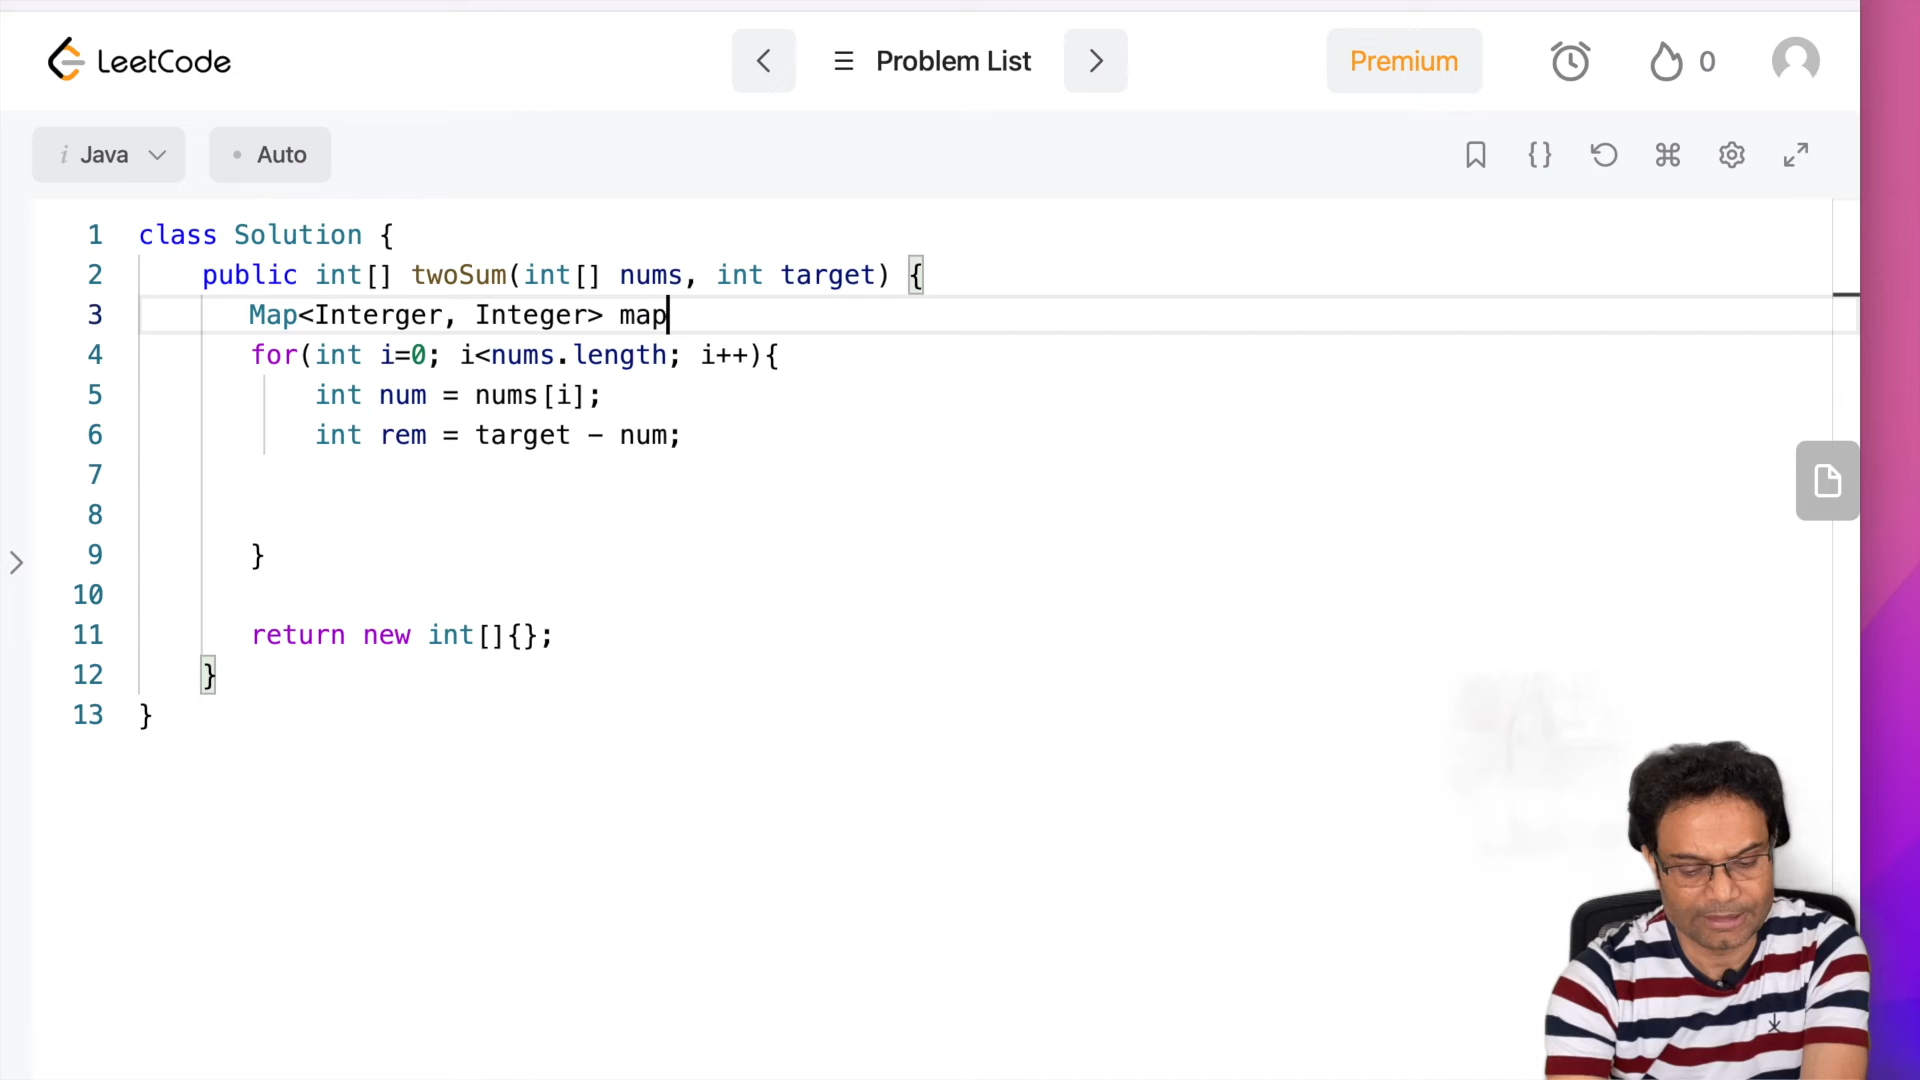 LeetCode
Problem List
Premium
0
Java
Auto
1 class Solution {
2 public int[] twoSum(int[] nums, int target) {
3 Map<Interger, Integer> map
4 for(int i=0; i<nums.length; i++){
5 int num = nums[i];
6 int rem = target - num;
7
8
9 }
10
11 return new int[]{};
12 }
13 }